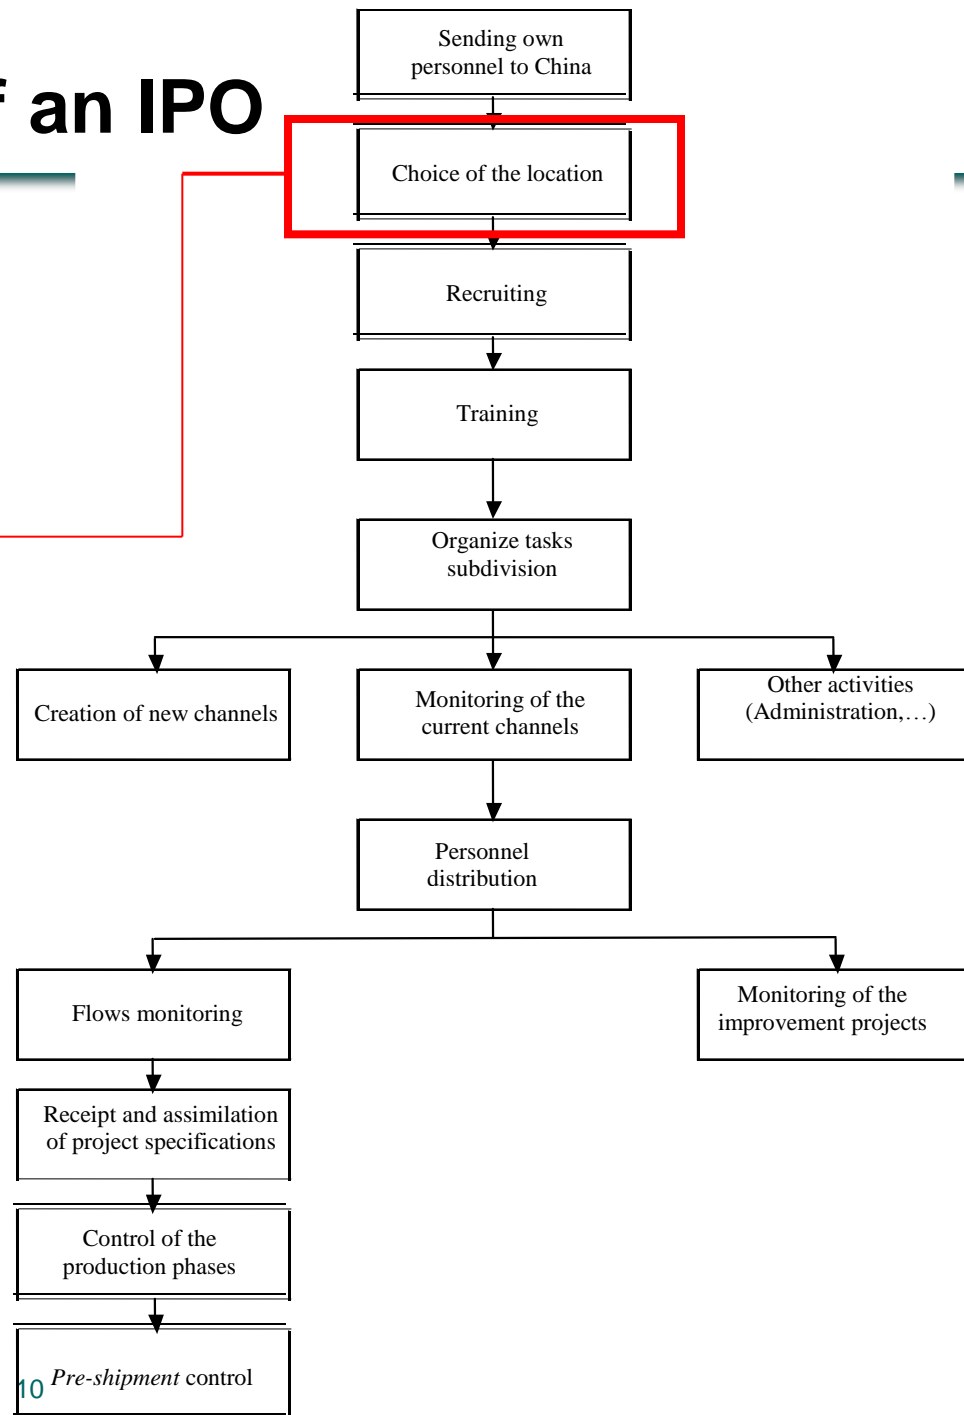 Sending own
personnel to China
f an IPO
Choice of the location
Recruiting
Training
Organize tasks
subdivision
Creation of new channels
Monitoring of the
current channels
Other activities
(Administration,…)
Personnel
distribution
Flows monitoring
Monitoring of the
improvement projects
Receipt and assimilation
of project specifications
Control of the
production phases
Pre-shipment control
10